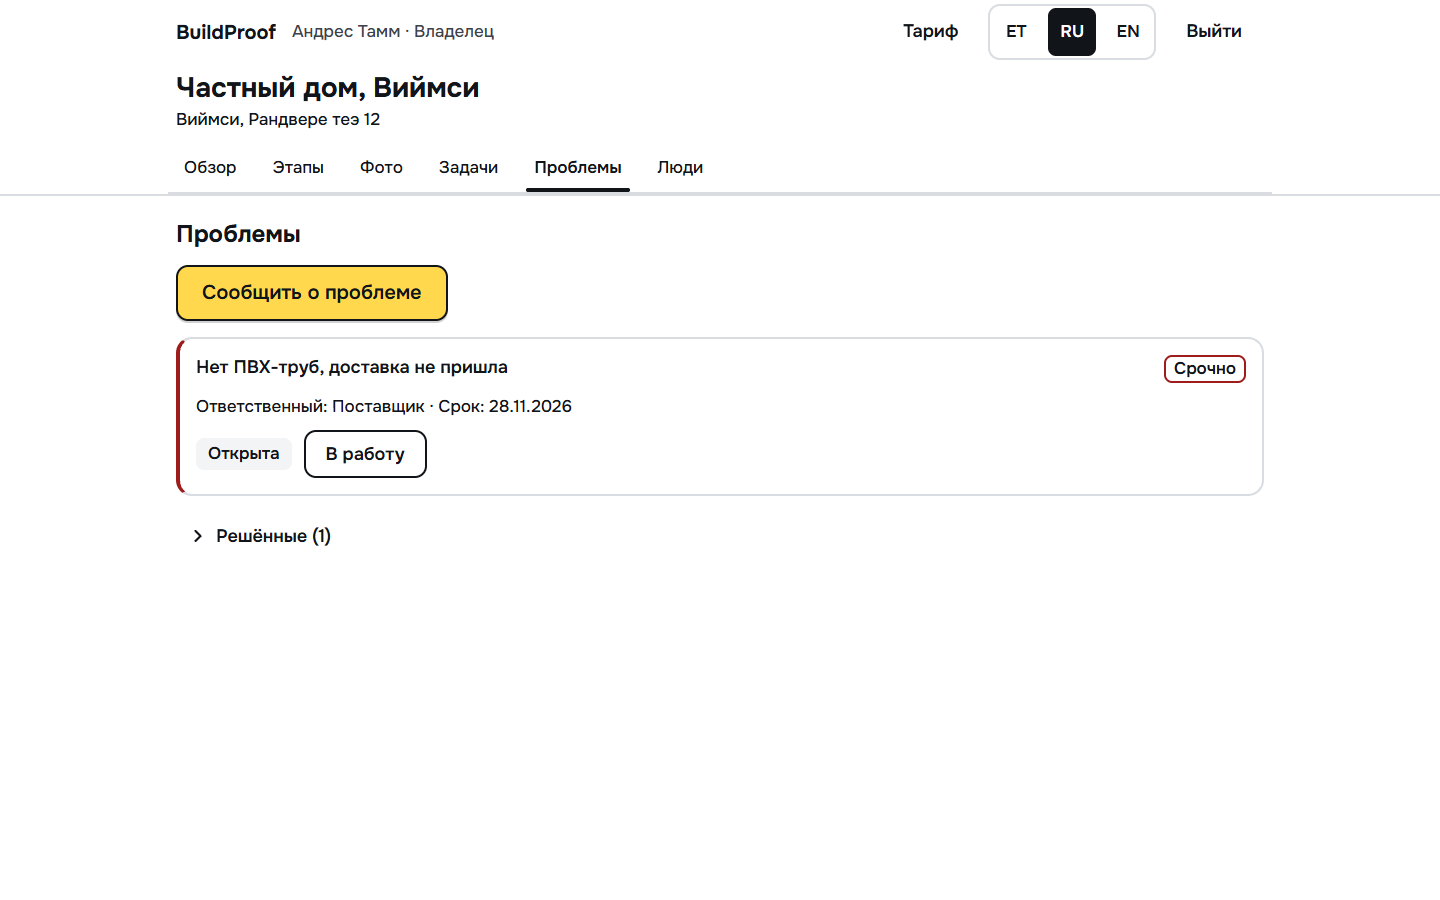 BuildProof Андрес Тамм · Владелец Тариф ET RU EN Выйти
Частный дом, Виймси
Виймси, Рандвере теэ 12
Обзор Этапы Фото Задачи Проблемы Люди
Проблемы
Сообщить о проблеме
Нет ПВХ-труб, доставка не пришла Срочно
Ответственный: Поставщик · Срок: 28.11.2026
Открыта В работу
Решённые (1)